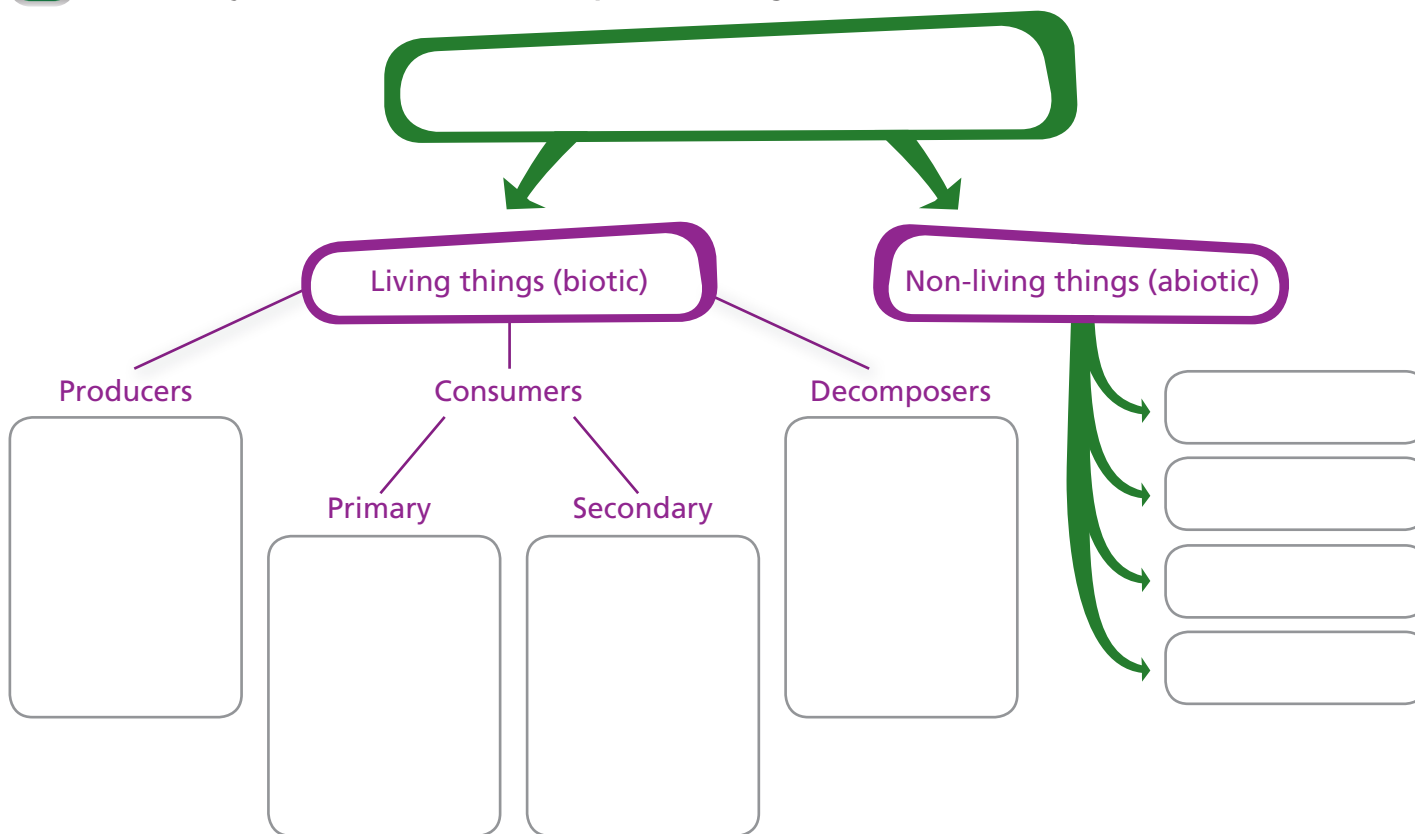 Living things (biotic)
Non-living things (abiotic)
Producers
Consumers
Decomposers
Primary
Secondary